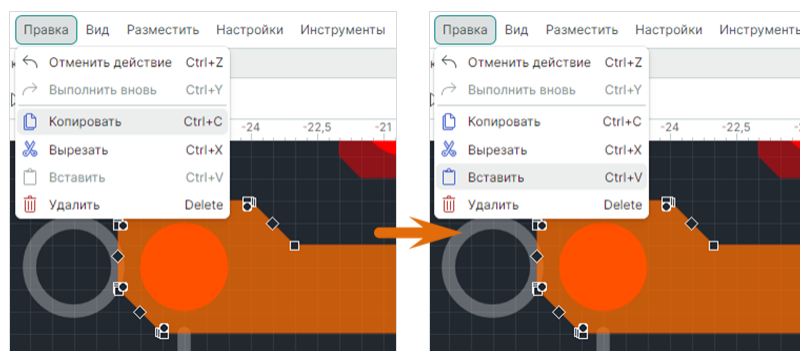 Правка Вид Разместить Настройки Инструменты
Отменить действие Ctrl+Z
Выполнить вновь Ctrl+Y
Копировать Ctrl+C
Вырезать Ctrl+X
Вставить Ctrl+V
Удалить Delete
-24 -22,5 -21
Правка Вид Разместить Настройки Инструменты
Отменить действие Ctrl+Z
Выполнить вновь Ctrl+Y
Копировать Ctrl+C
Вырезать Ctrl+X
Вставить Ctrl+V
Удалить Delete
-24 -22,5